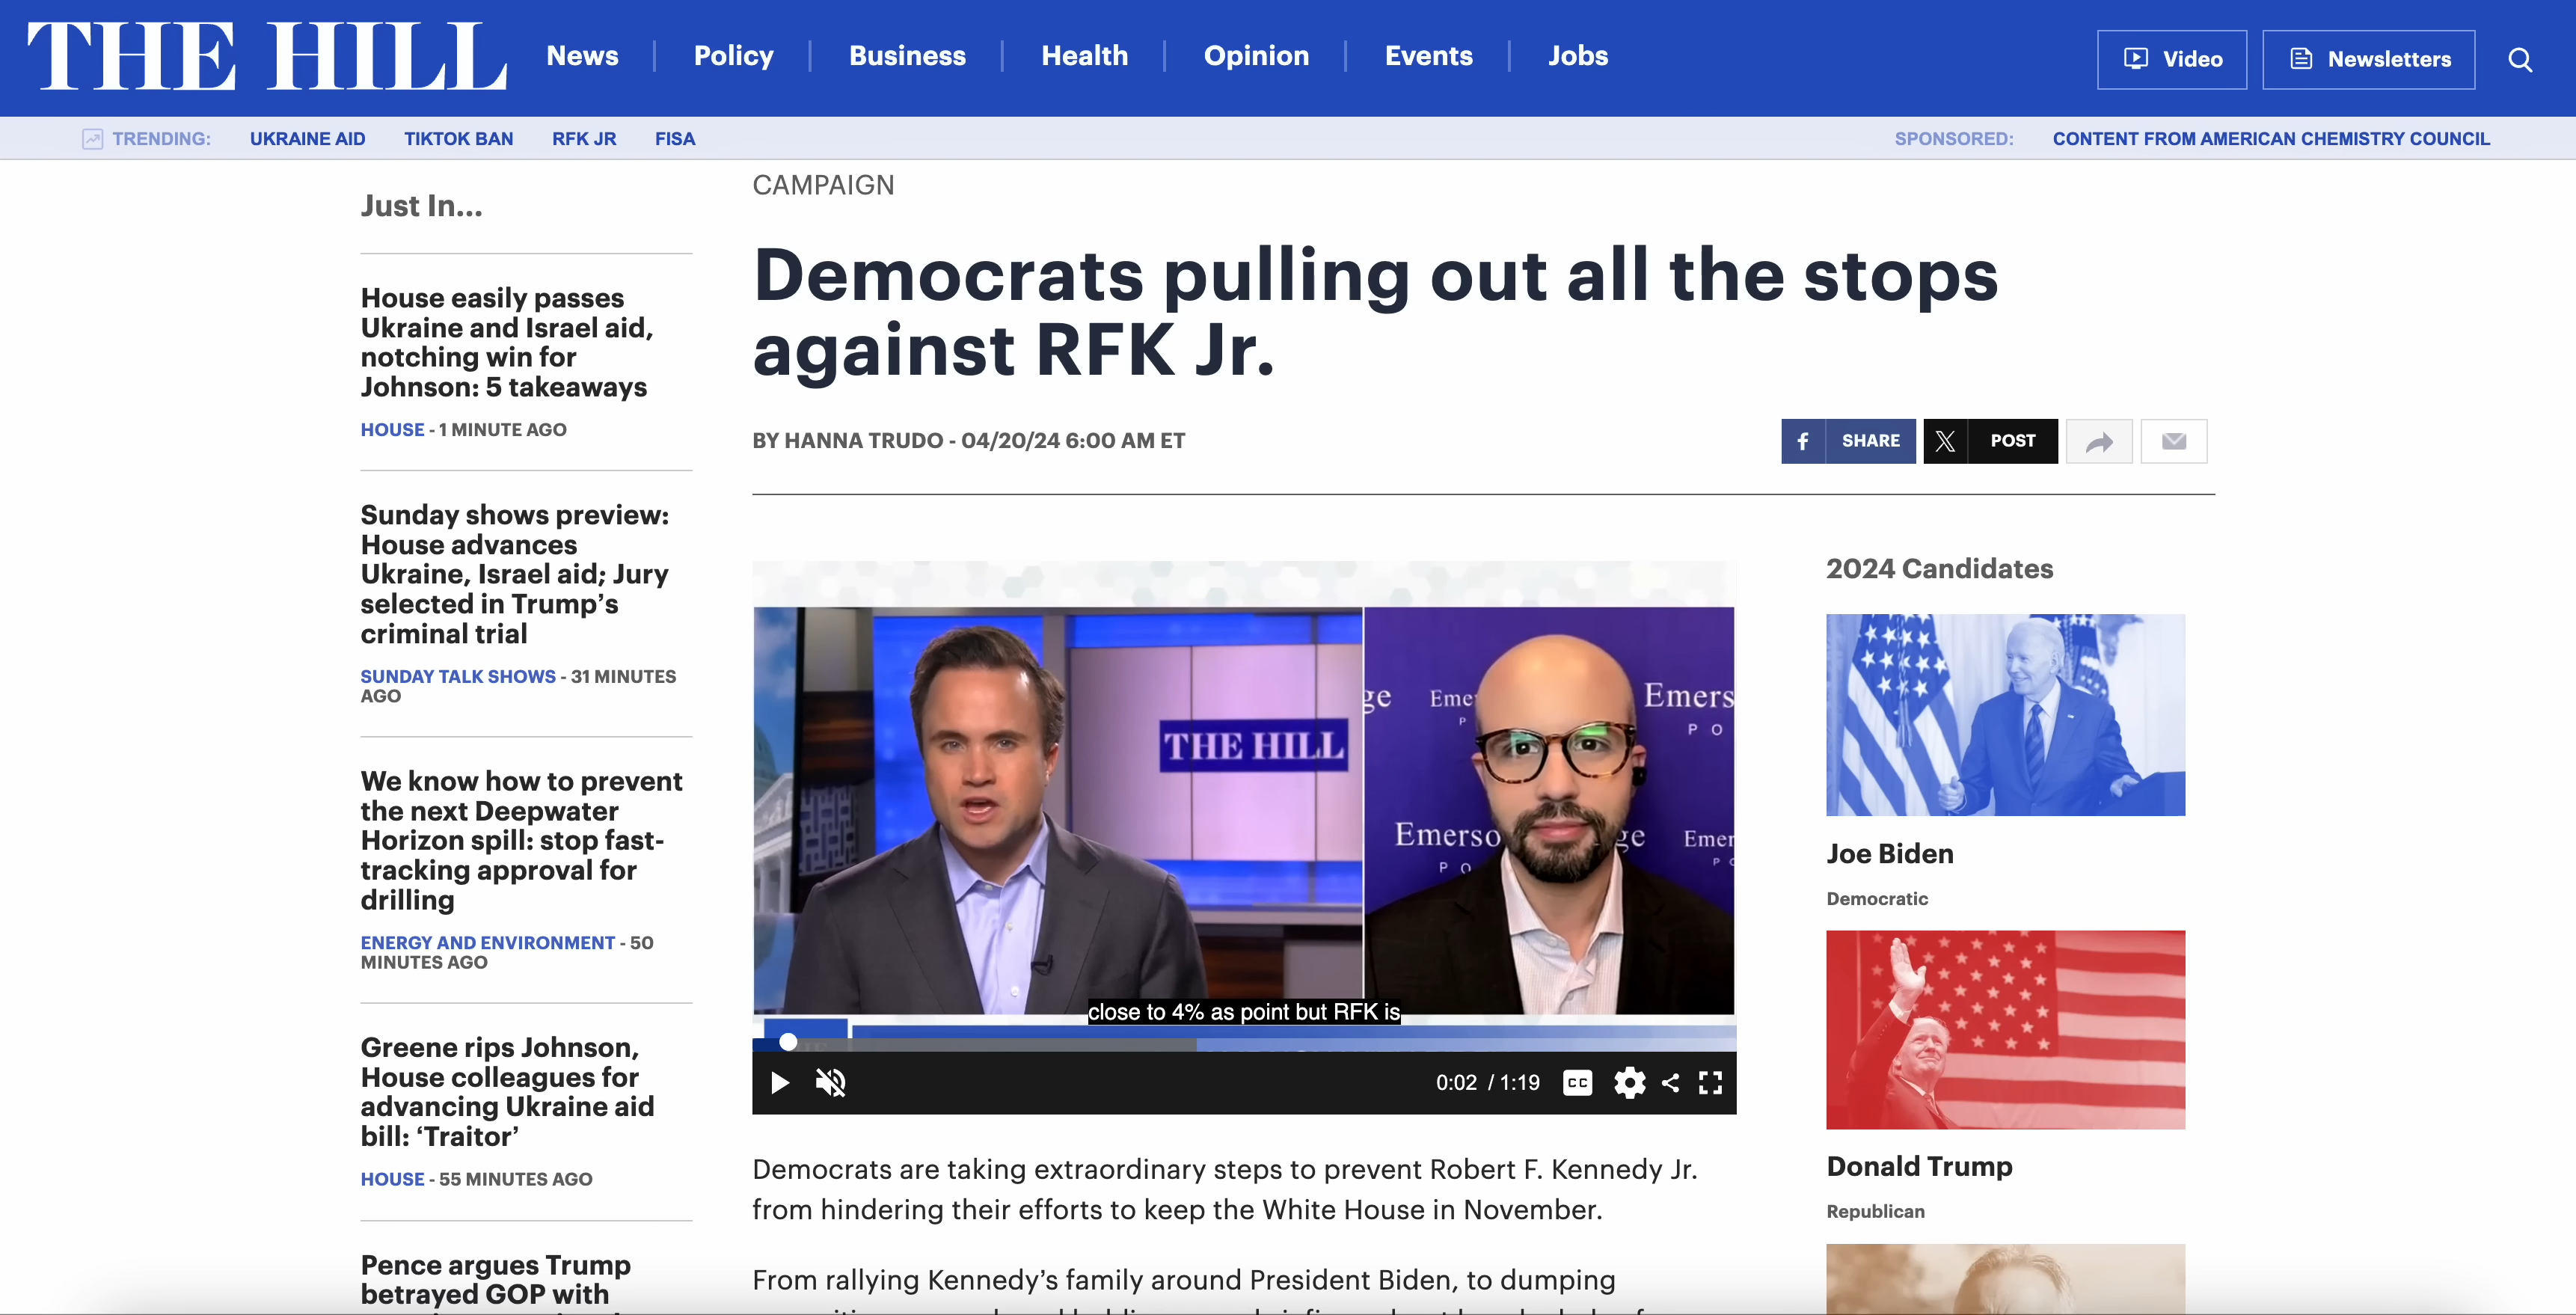 THE HILL
News
Policy
Business
Health
Opinion
Events
Jobs
Video
Newsletters
TRENDING:
UKRAINE AID
TIKTOK BAN
RFK JR
FISA
SPONSORED:
CONTENT FROM AMERICAN CHEMISTRY COUNCIL
Just In...
House easily passes
Ukraine and Israel aid,
notching win for
Johnson: 5 takeaways
HOUSE - 1 MINUTE AGO
Sunday shows preview:
House advances
Ukraine, Israel aid; Jury
selected in Trump’s
criminal trial
SUNDAY TALK SHOWS - 31 MINUTES
AGO
We know how to prevent
the next Deepwater
Horizon spill: stop fast-
tracking approval for
drilling
ENERGY AND ENVIRONMENT - 50
MINUTES AGO
Greene rips Johnson,
House colleagues for
advancing Ukraine aid
bill: ‘Traitor’
HOUSE - 55 MINUTES AGO
Pence argues Trump
betrayed GOP with
CAMPAIGN
Democrats pulling out all the stops
against RFK Jr.
BY HANNA TRUDO - 04/20/24 6:00 AM ET
SHARE
POST
THE HILL
ge Eme Emers
P P O
Emerso ge Emer
P O P
close to 4% as point but RFK is
0:02 / 1:19
CC
Democrats are taking extraordinary steps to prevent Robert F. Kennedy Jr.
from hindering their efforts to keep the White House in November.
From rallying Kennedy’s family around President Biden, to dumping
2024 Candidates
Joe Biden
Democratic
Donald Trump
Republican